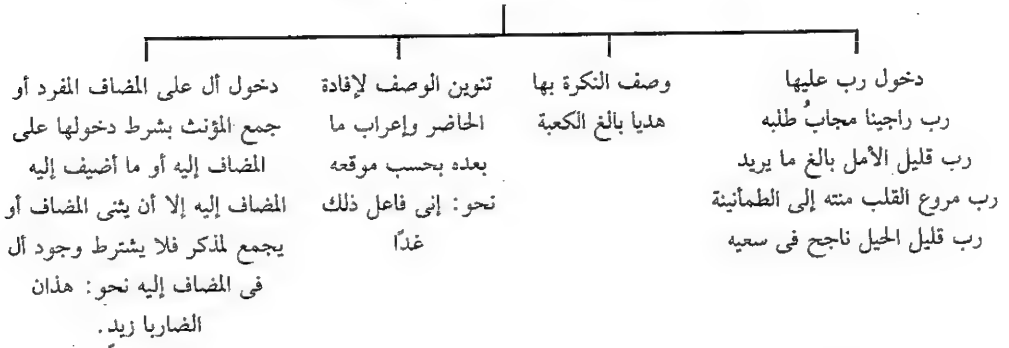 دخول رب عليها
رب راجينا مجابُ طلبه
رب قليل الأمل بالغ ما يريد
رب مروع القلب منته إلى الطمأنينة
رب قليل الحيل ناجح فى سعيه
وصف النكرة بها
هديا بالغ الكعبة
تنوين الوصف لإفادة
الحاضر وإعراب ما
بعده بحسب موقعه
نحو: إنى فاعل ذلك
غدًا
دخول أل على المضاف المفرد أو
جمع المؤنث بشرط دخولها على
المضاف إليه أو ما أضيف إليه
المضاف إليه إلا أن يثنى المضاف أو
يجمع لمذكر فلا يشترط وجود أل
فى المضاف إليه نحو: هذان
الضاربا زيد.